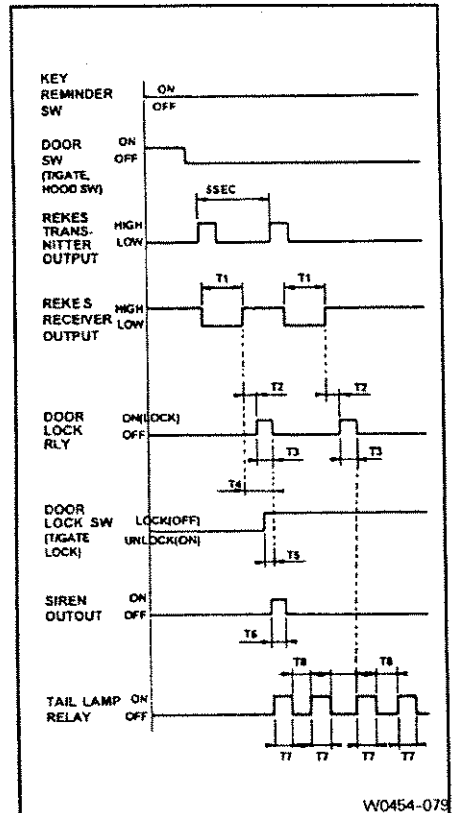 KEY
REMINDER
SW
ON
OFF
DOOR
SW
(T/GATE,
HOOD SW)
ON
OFF
5SEC
REKES
TRANS-
NITTER
OUTPUT
HIGH
LOW
T1
T1
REKES
RECEIVER
OUTPUT
HIGH
LOW
T2
T2
DOOR
LOCK
RLY
ON(LOCK)
OFF
T3
T3
T4
DOOR
LOCK SW
(T/GATE
LOCK)
LOCK(OFF)
UNLOCK(ON)
T5
SIREN
OUTOUT
ON
OFF
T6
T8
T8
TAIL LAMP
RELAY
ON
OFF
T7
T7
T7
T7
W0454-079